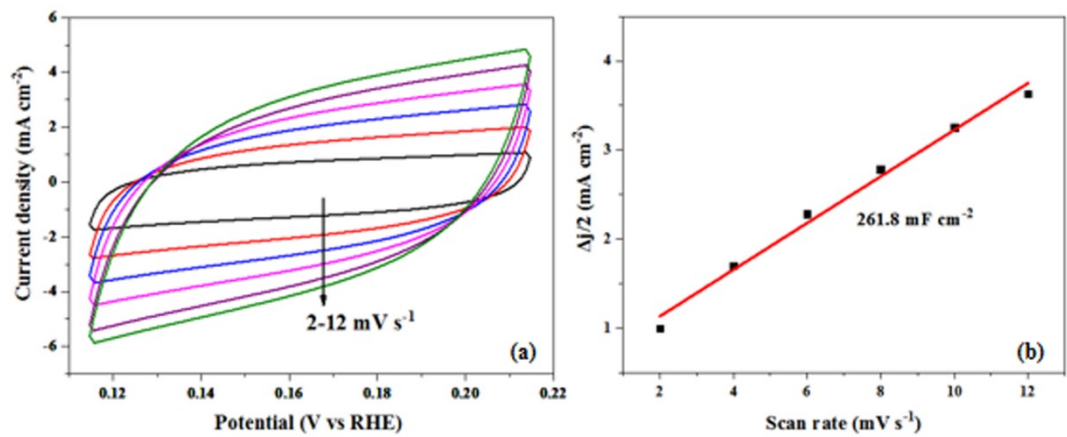 6
4
2
0
-2
-4
-6
Current density (mA cm-2)
2-12 mV s-1
(a)
0.12 0.14 0.16 0.18 0.20 0.22
Potential (V vs RHE)
4
3
2
1
Δj/2 (mA cm-2)
261.8 mF cm-2
(b)
2 4 6 8 10 12
Scan rate (mV s-1)